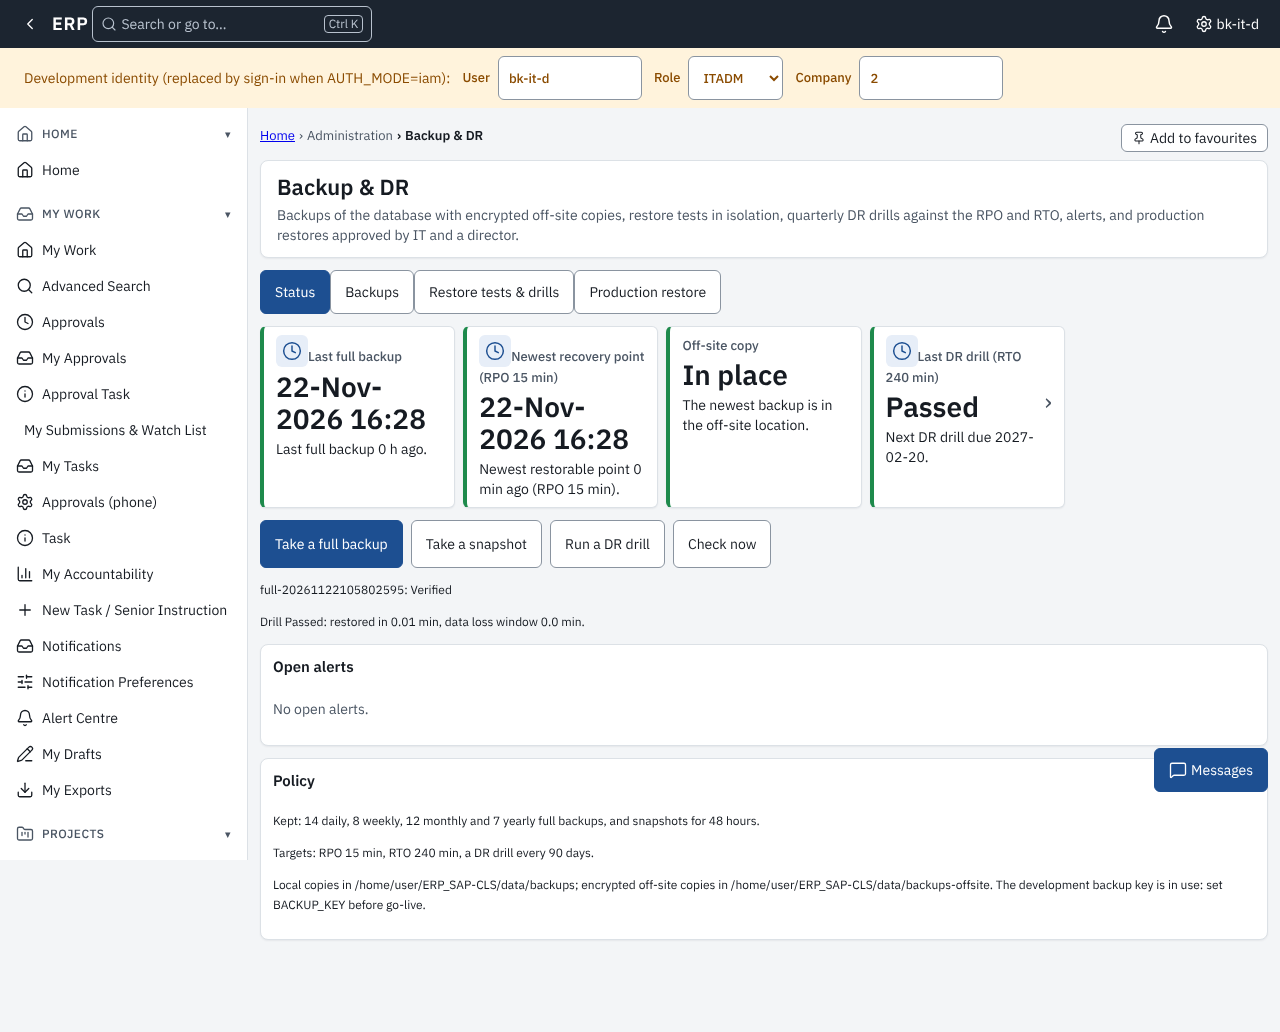 ERP
Search or go to...
Ctrl K
bk-it-d
Development identity (replaced by sign-in when AUTH_MODE=iam):
User
bk-it-d
Role
ITADM
Company
2
HOME
Home
MY WORK
My Work
Advanced Search
Approvals
My Approvals
Approval Task
My Submissions & Watch List
My Tasks
Approvals (phone)
Task
My Accountability
New Task / Senior Instruction
Notifications
Notification Preferences
Alert Centre
My Drafts
My Exports
PROJECTS
Home › Administration › Backup & DR
Add to favourites
Backup & DR
Backups of the database with encrypted off-site copies, restore tests in isolation, quarterly DR drills against the RPO and RTO, alerts, and production
restores approved by IT and a director.
Status
Backups
Restore tests & drills
Production restore
Last full backup
22-Nov-
2026 16:28
Last full backup 0 h ago.
Newest recovery point
(RPO 15 min)
22-Nov-
2026 16:28
Newest restorable point 0
min ago (RPO 15 min).
Off-site copy
In place
The newest backup is in
the off-site location.
Last DR drill (RTO
240 min)
Passed
Next DR drill due 2027-
02-20.
Take a full backup
Take a snapshot
Run a DR drill
Check now
full-20261122105802595: Verified
Drill Passed: restored in 0.01 min, data loss window 0.0 min.
Open alerts
No open alerts.
Messages
Policy
Kept: 14 daily, 8 weekly, 12 monthly and 7 yearly full backups, and snapshots for 48 hours.
Targets: RPO 15 min, RTO 240 min, a DR drill every 90 days.
Local copies in /home/user/ERP_SAP-CLS/data/backups; encrypted off-site copies in /home/user/ERP_SAP-CLS/data/backups-offsite. The development backup key is in use: set
BACKUP_KEY before go-live.